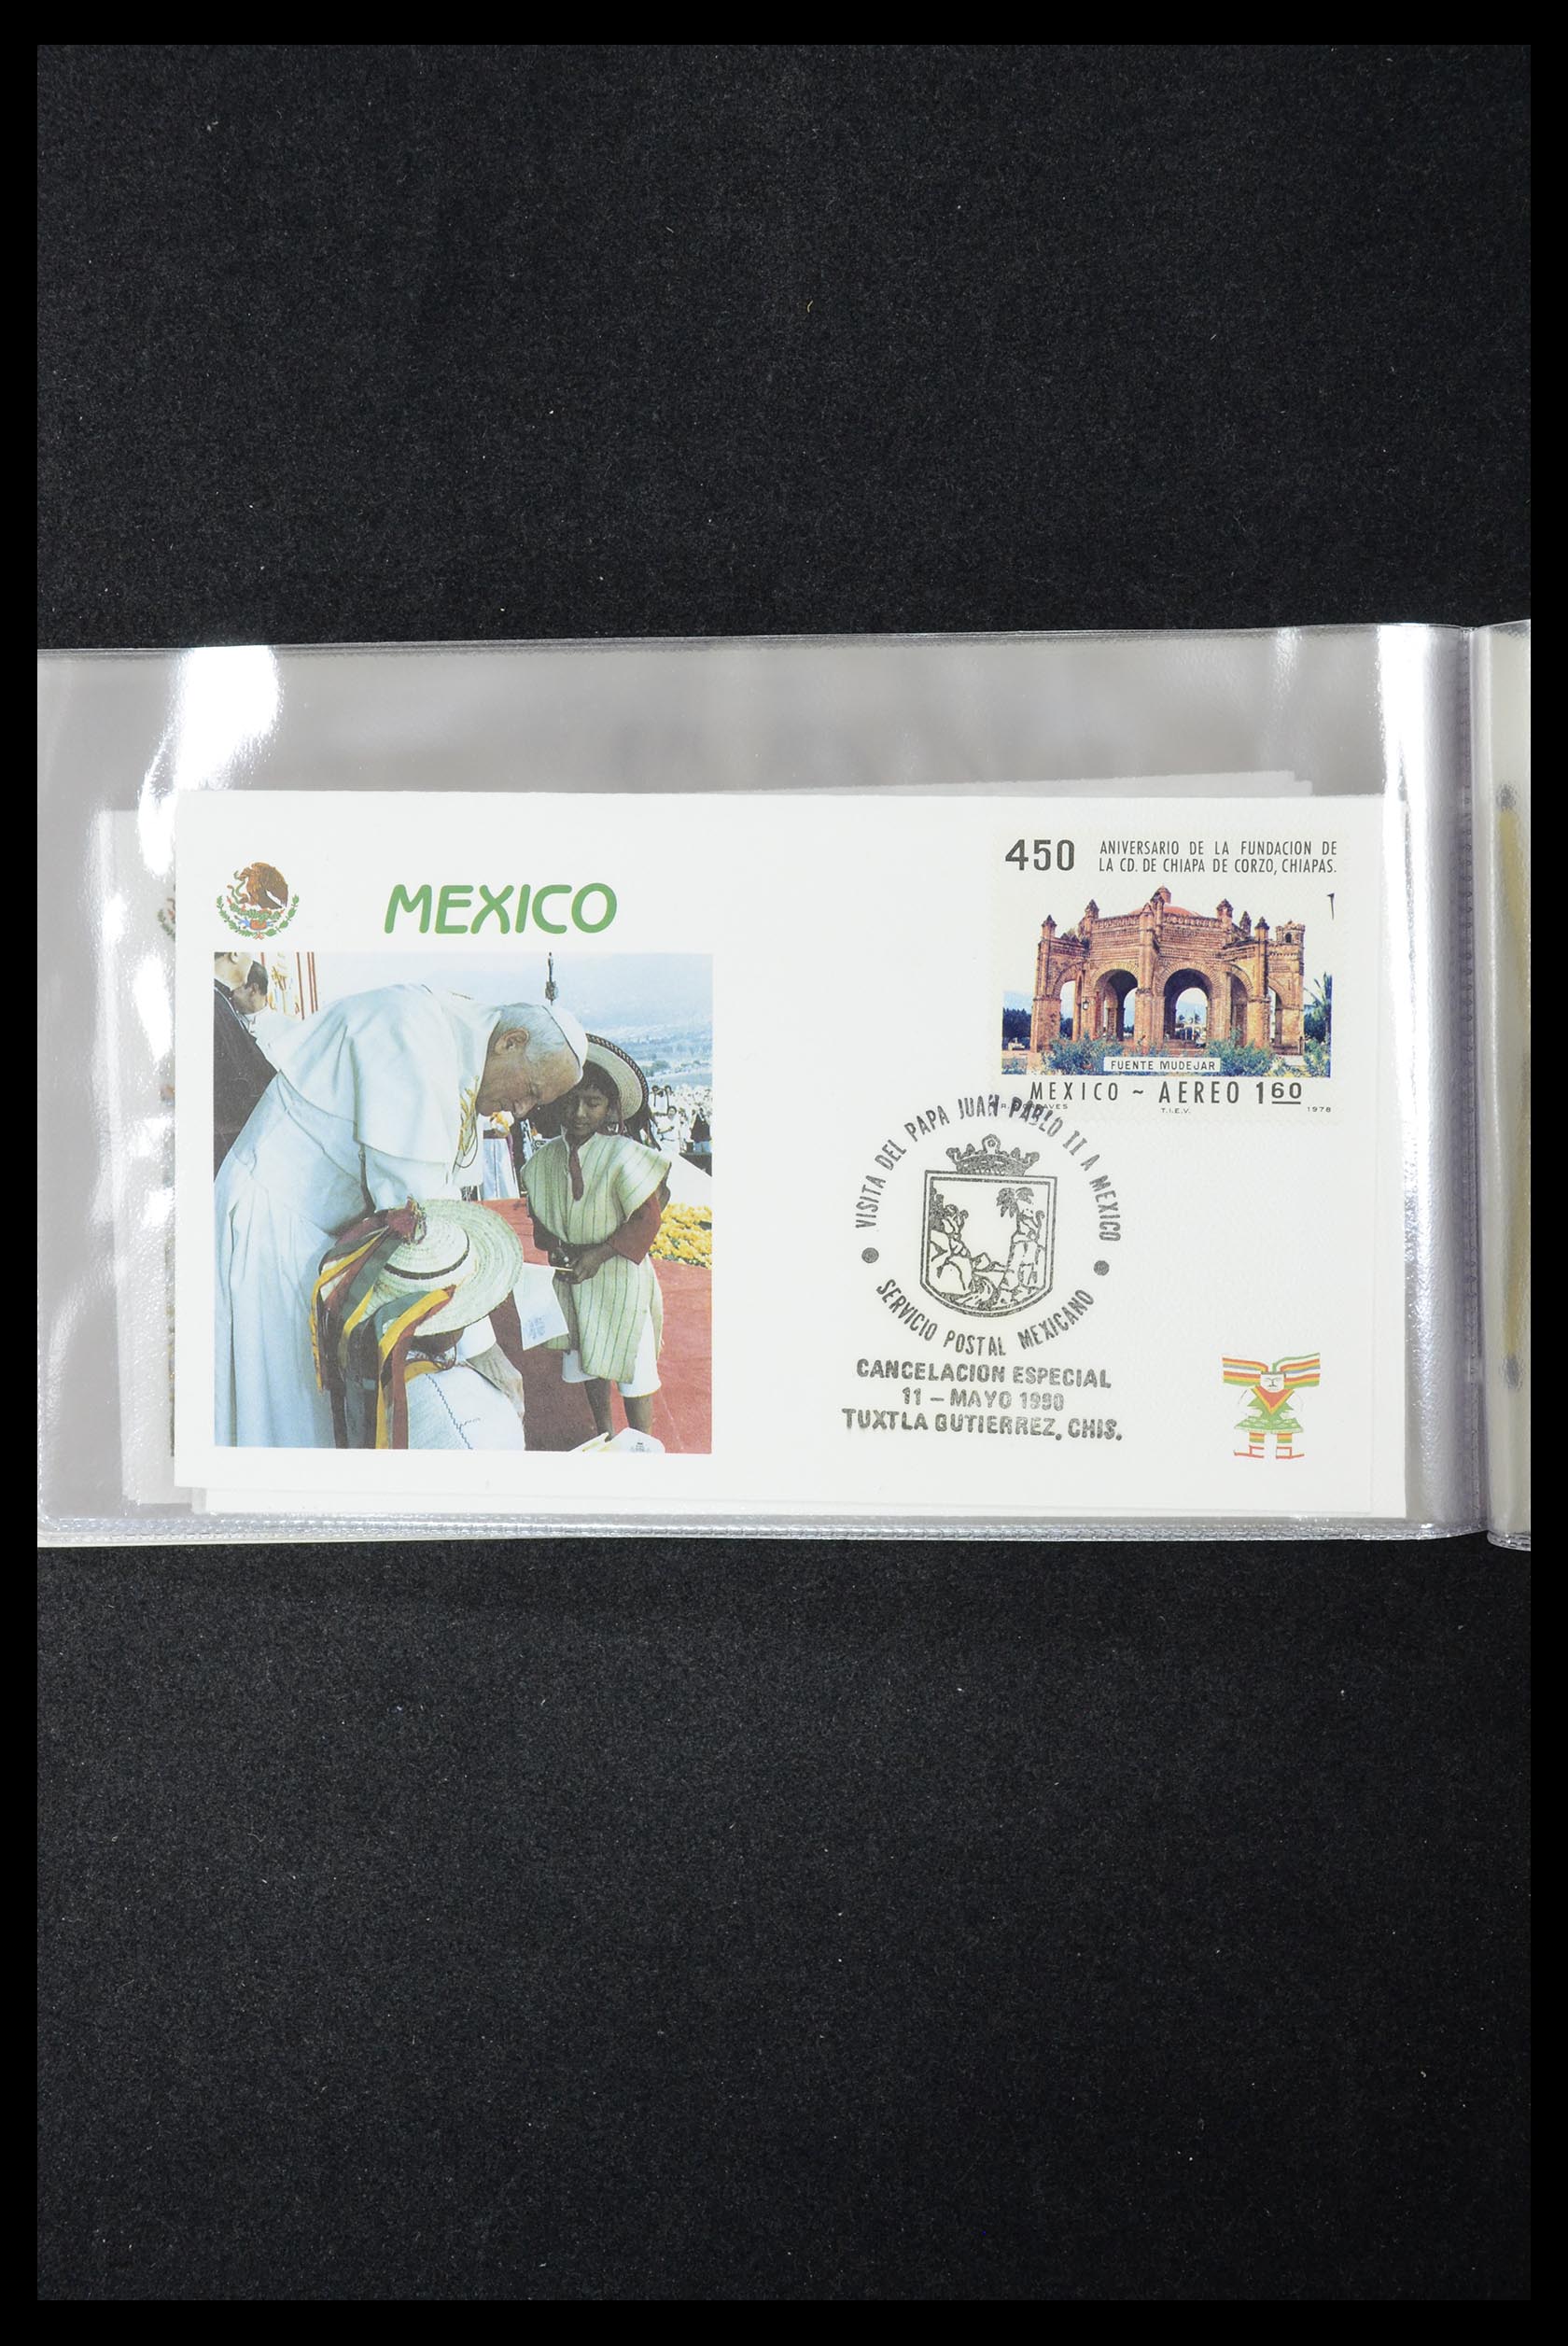 MEXICO
450
ANIVERSARIO DE LA FUNDACION DE
LA CD. DE CHIAPA DE CORZO, CHIAPAS.
FUENTE MUDEJAR
MEXICO ~ AEREO 1 60
T.I.E.V.
1978
VISITA DEL PAPA JUAN PABLO II A MEXICO
SERVICIO POSTAL MEXICANO
CANCELACION ESPECIAL
11 - MAYO 1990
TUXTLA GUTIERREZ, CHIS.